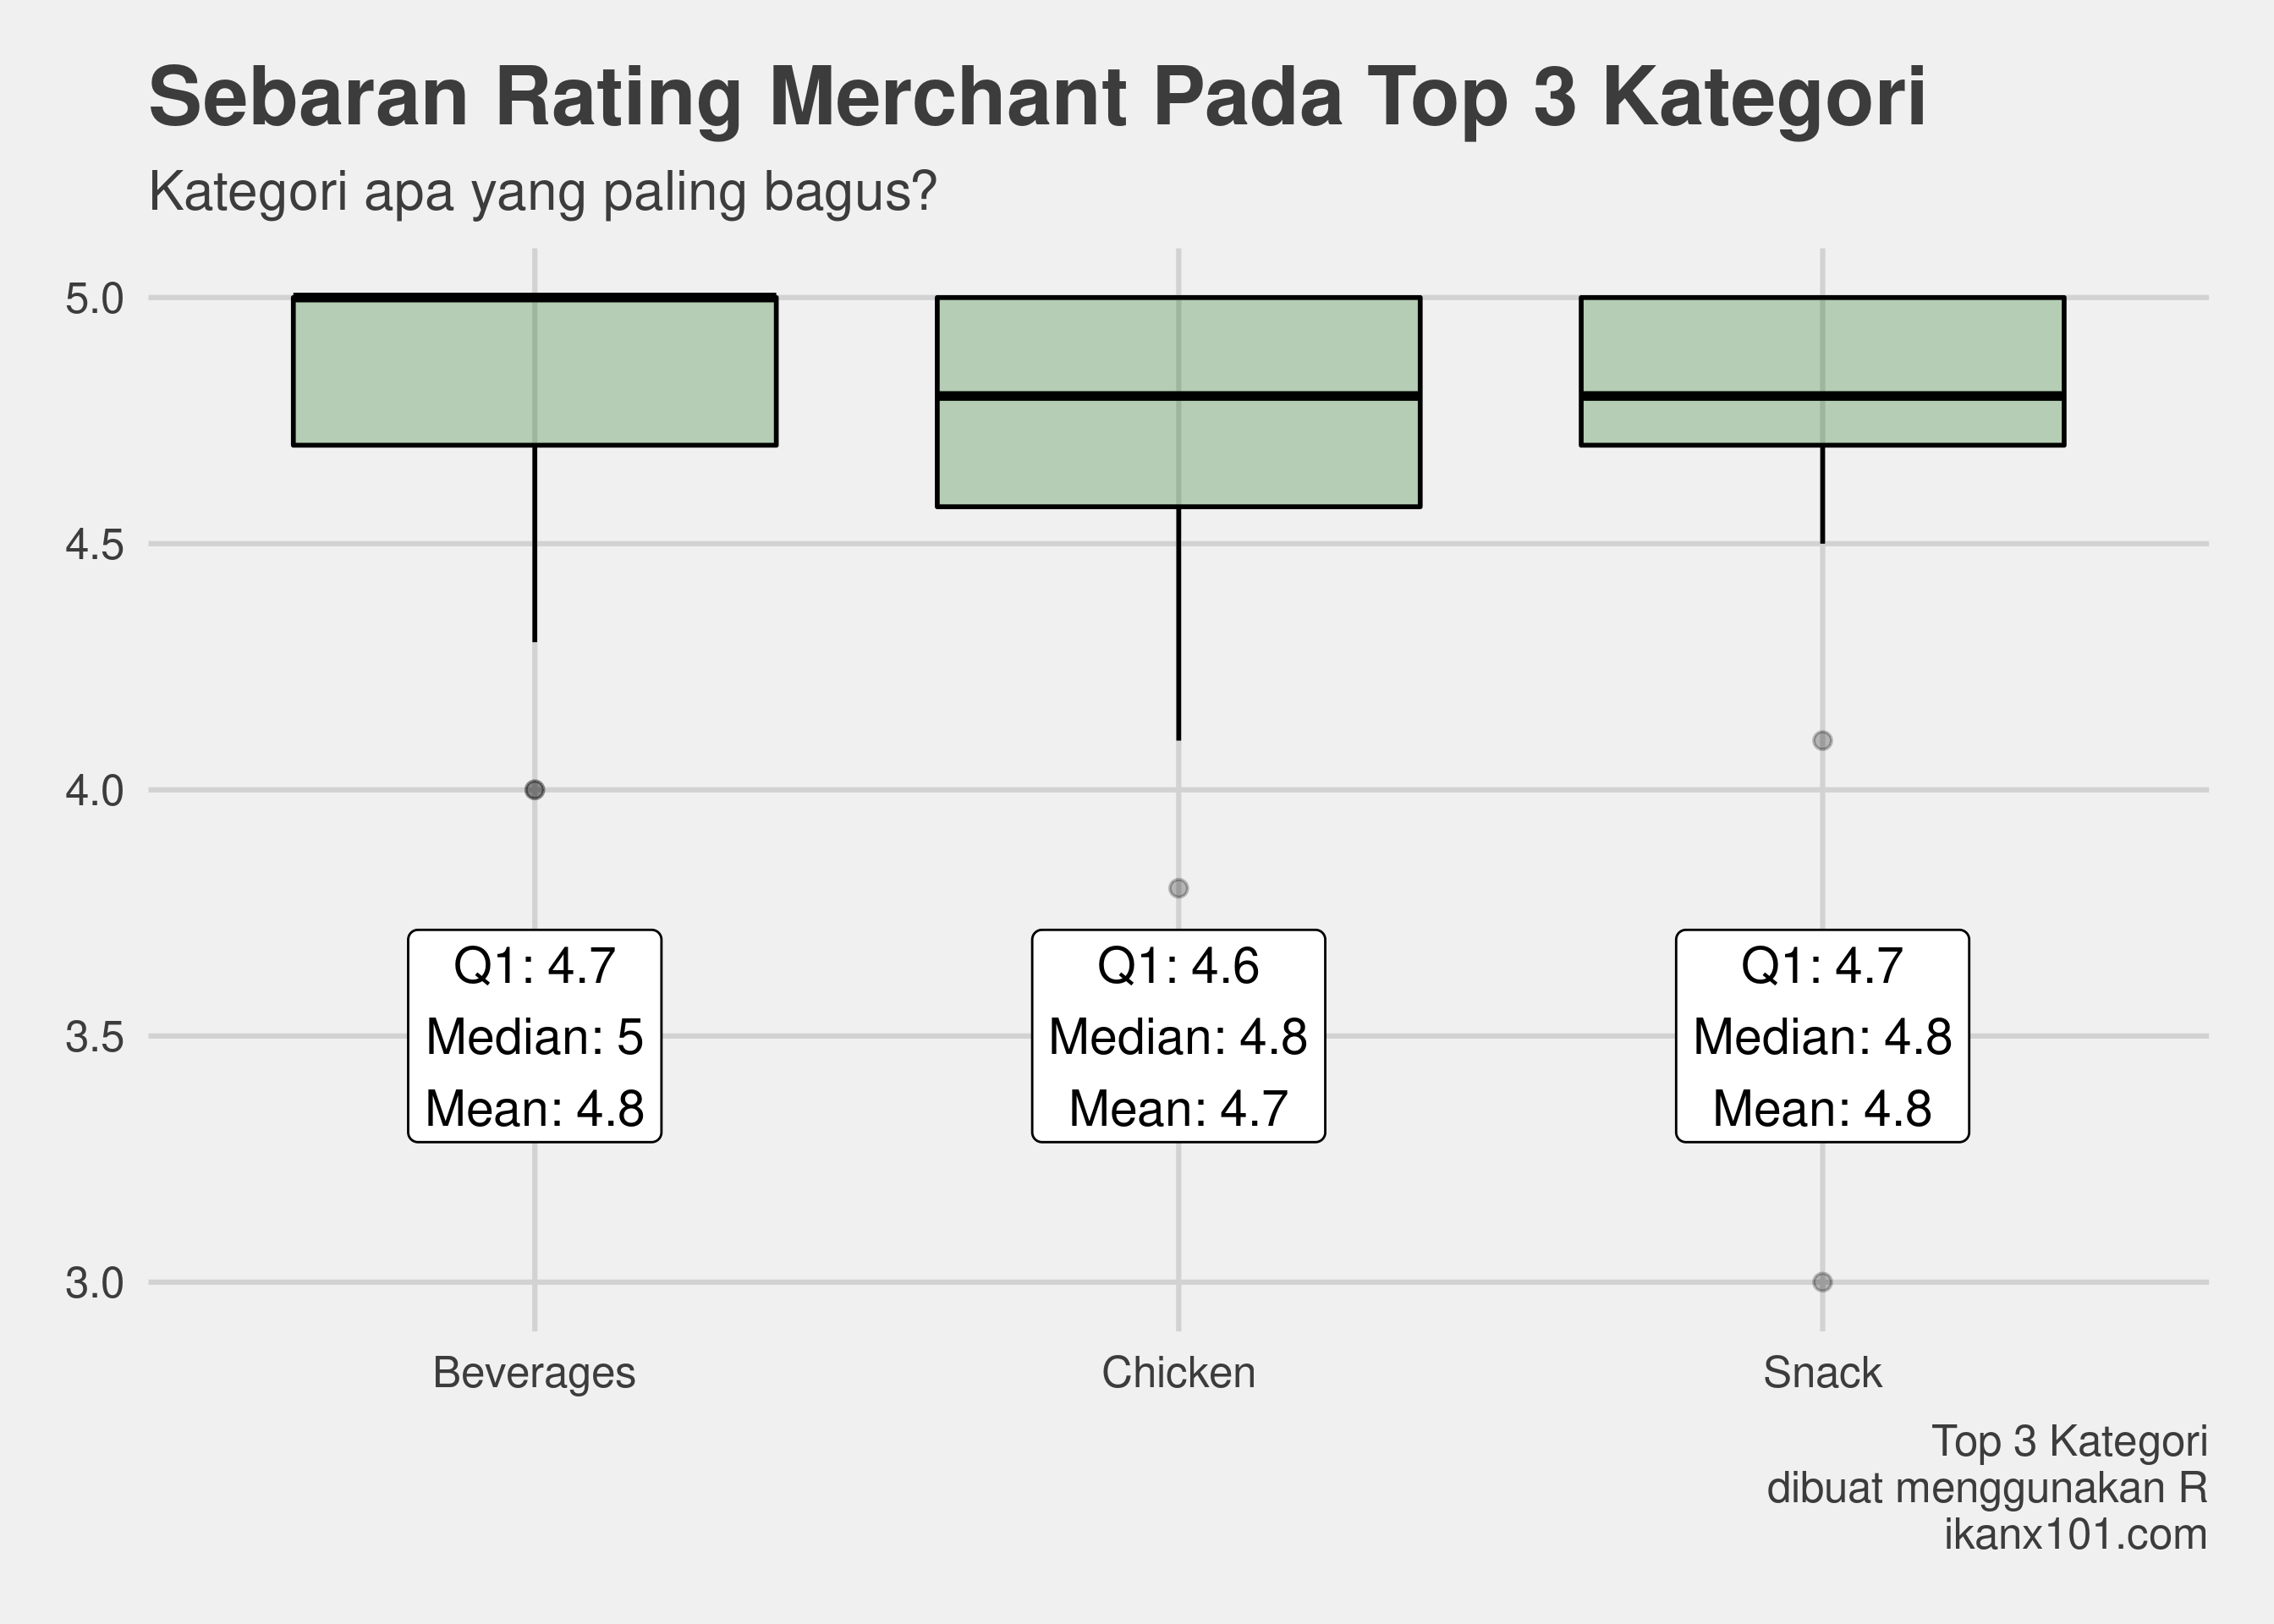 Sebaran Rating Merchant Pada Top 3 Kategori
Kategori apa yang paling bagus?
5.0
4.5
4.0
3.5
3.0
Q1: 4.7
Median: 5
Mean: 4.8
Q1: 4.6
Median: 4.8
Mean: 4.7
Q1: 4.7
Median: 4.8
Mean: 4.8
Beverages
Chicken
Snack
Top 3 Kategori
dibuat menggunakan R
ikanx101.com